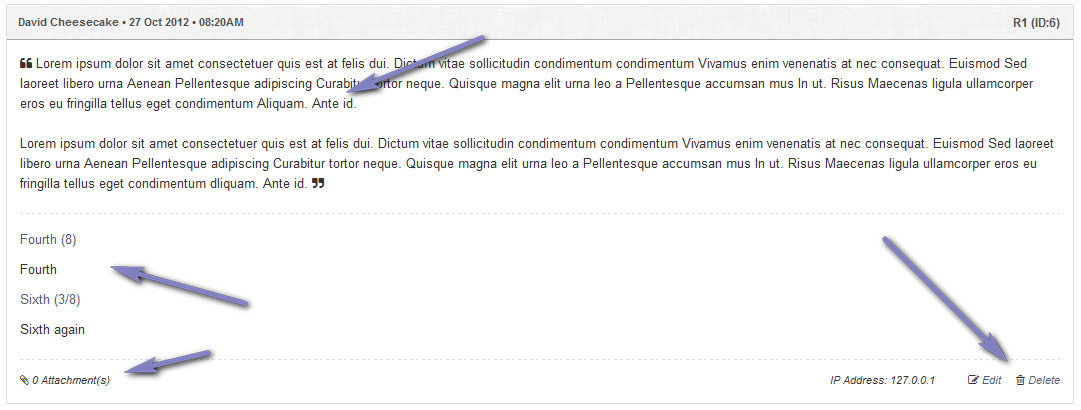 David Cheesecake • 27 Oct 2012 • 08:20AM R1 (ID:6)
❝ Lorem ipsum dolor sit amet consectetuer quis est at felis dui. Dictum vitae sollicitudin condimentum condimentum Vivamus enim venenatis at nec consequat. Euismod Sed
laoreet libero urna Aenean Pellentesque adipiscing Curabitur tortor neque. Quisque magna elit urna leo a Pellentesque accumsan mus In ut. Risus Maecenas ligula ullamcorper
eros eu fringilla tellus eget condimentum Aliquam. Ante id.
Lorem ipsum dolor sit amet consectetuer quis est at felis dui. Dictum vitae sollicitudin condimentum condimentum Vivamus enim venenatis at nec consequat. Euismod Sed laoreet
libero urna Aenean Pellentesque adipiscing Curabitur tortor neque. Quisque magna elit urna leo a Pellentesque accumsan mus In ut. Risus Maecenas ligula ullamcorper eros eu
fringilla tellus eget condimentum dliquam. Ante id. ❞
Fourth (8)
Fourth
Sixth (3/8)
Sixth again
0 Attachment(s) IP Address: 127.0.0.1 Edit Delete